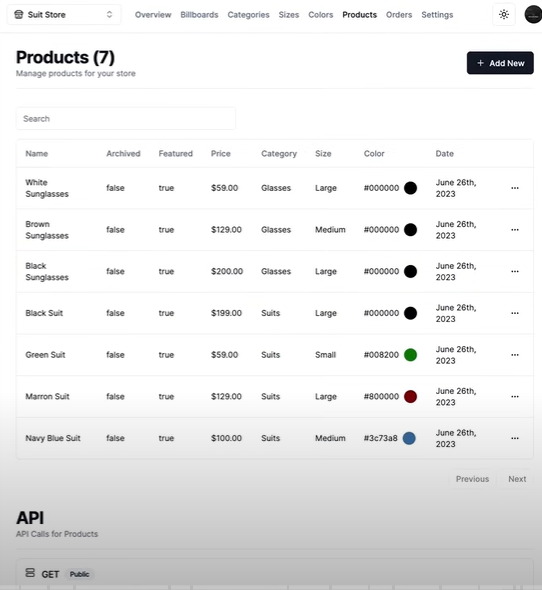 Suit Store Overview Billboards Categories Sizes Colors Products Orders Settings
Products (7)
Manage products for your store
+ Add New
Search
Name Archived Featured Price Category Size Color Date
White Sunglasses false true $59.00 Glasses Large #000000 June 26th, 2023 ...
Brown Sunglasses false true $129.00 Glasses Medium #000000 June 26th, 2023 ...
Black Sunglasses false true $200.00 Glasses Large #000000 June 26th, 2023 ...
Black Suit false true $199.00 Suits Large #000000 June 26th, 2023 ...
Green Suit false true $59.00 Suits Small #008200 June 26th, 2023 ...
Marron Suit false true $129.00 Suits Large #800000 June 26th, 2023 ...
Navy Blue Suit false true $100.00 Suits Medium #3c73a8 June 26th, 2023 ...
Previous Next
API
API Calls for Products
GET Public